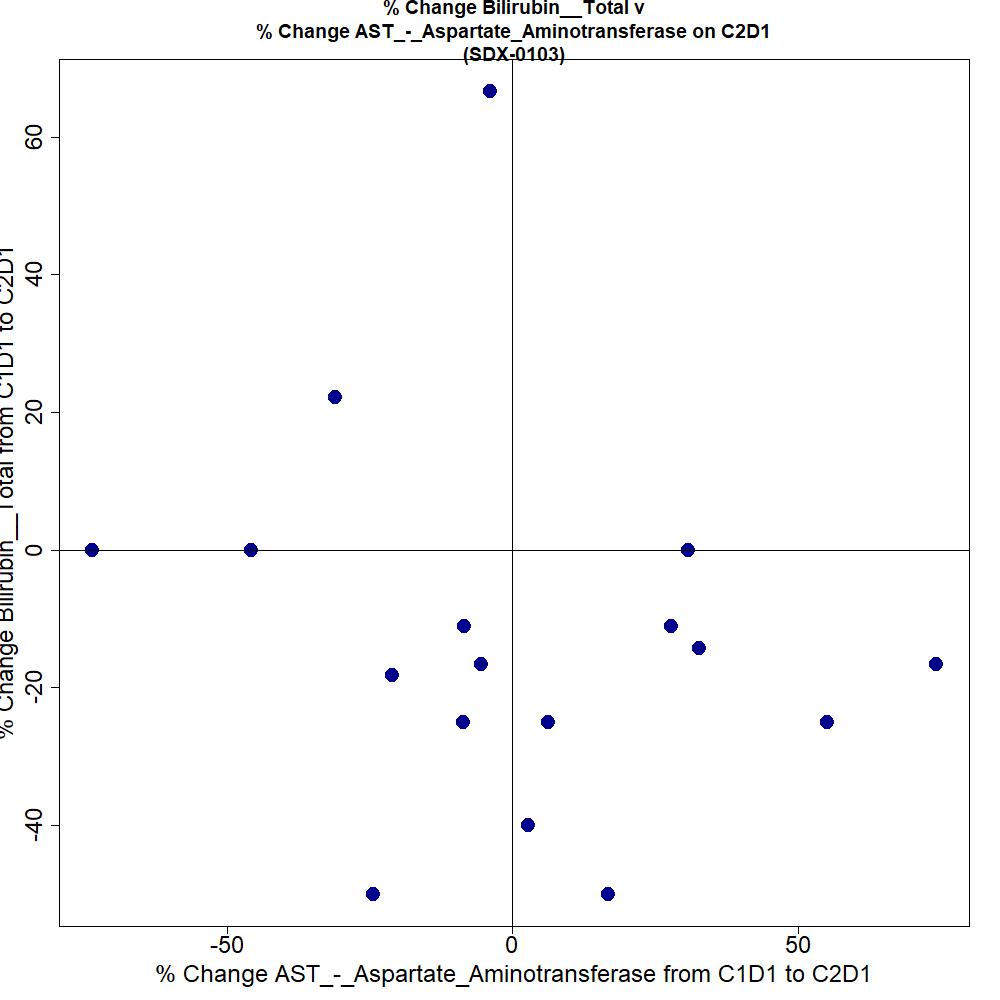 % Change Bilirubin__Total v
% Change AST_-_Aspartate_Aminotransferase on C2D1
(SDX-0103)
% Change Bilirubin__Total from C1D1 to C2D1
60
40
20
0
-20
-40
-50
0
50
% Change AST_-_Aspartate_Aminotransferase from C1D1 to C2D1